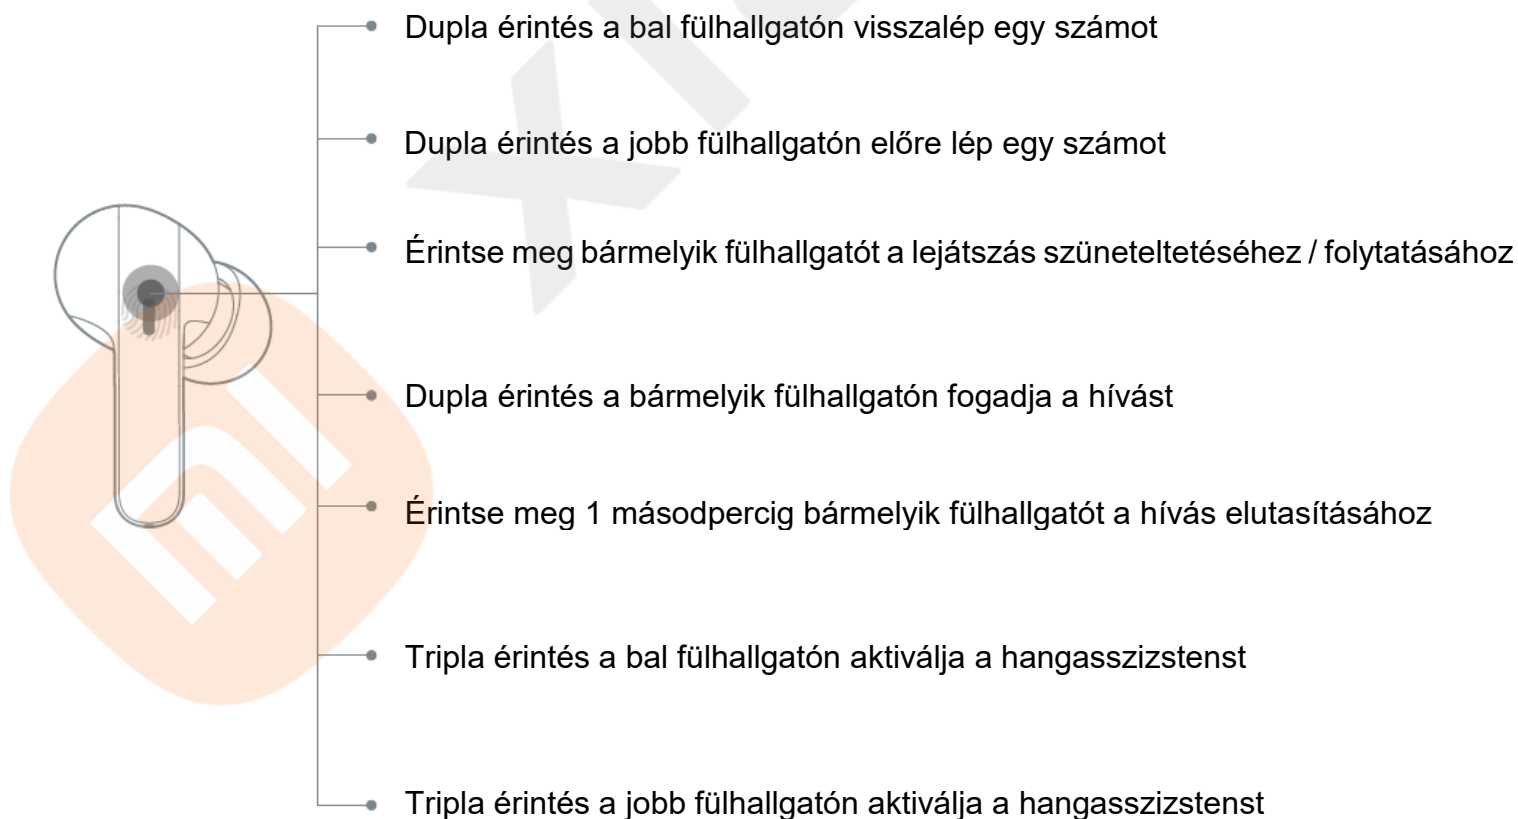 Dupla érintés a bal fülhallgatón visszalép egy számot
Dupla érintés a jobb fülhallgatón előre lép egy számot
Érintse meg bármelyik fülhallgatót a lejátszás szüneteltetéséhez / folytatásához
Dupla érintés a bármelyik fülhallgatón fogadja a hívást
Érintse meg 1 másodpercig bármelyik fülhallgatót a hívás elutasításához
Tripla érintés a bal fülhallgatón aktiválja a hangasszizstenst
Tripla érintés a jobb fülhallgatón aktiválja a hangasszizstenst